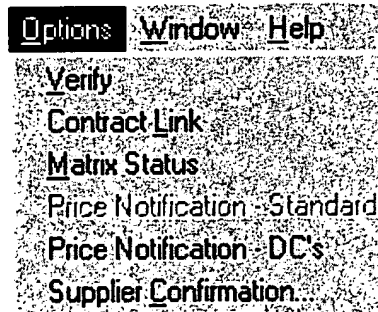 Options Window Help
Verify
Contract Link
Matrix Status
Price Notification - Standard
Price Notification - DC's
Supplier Confirmation...